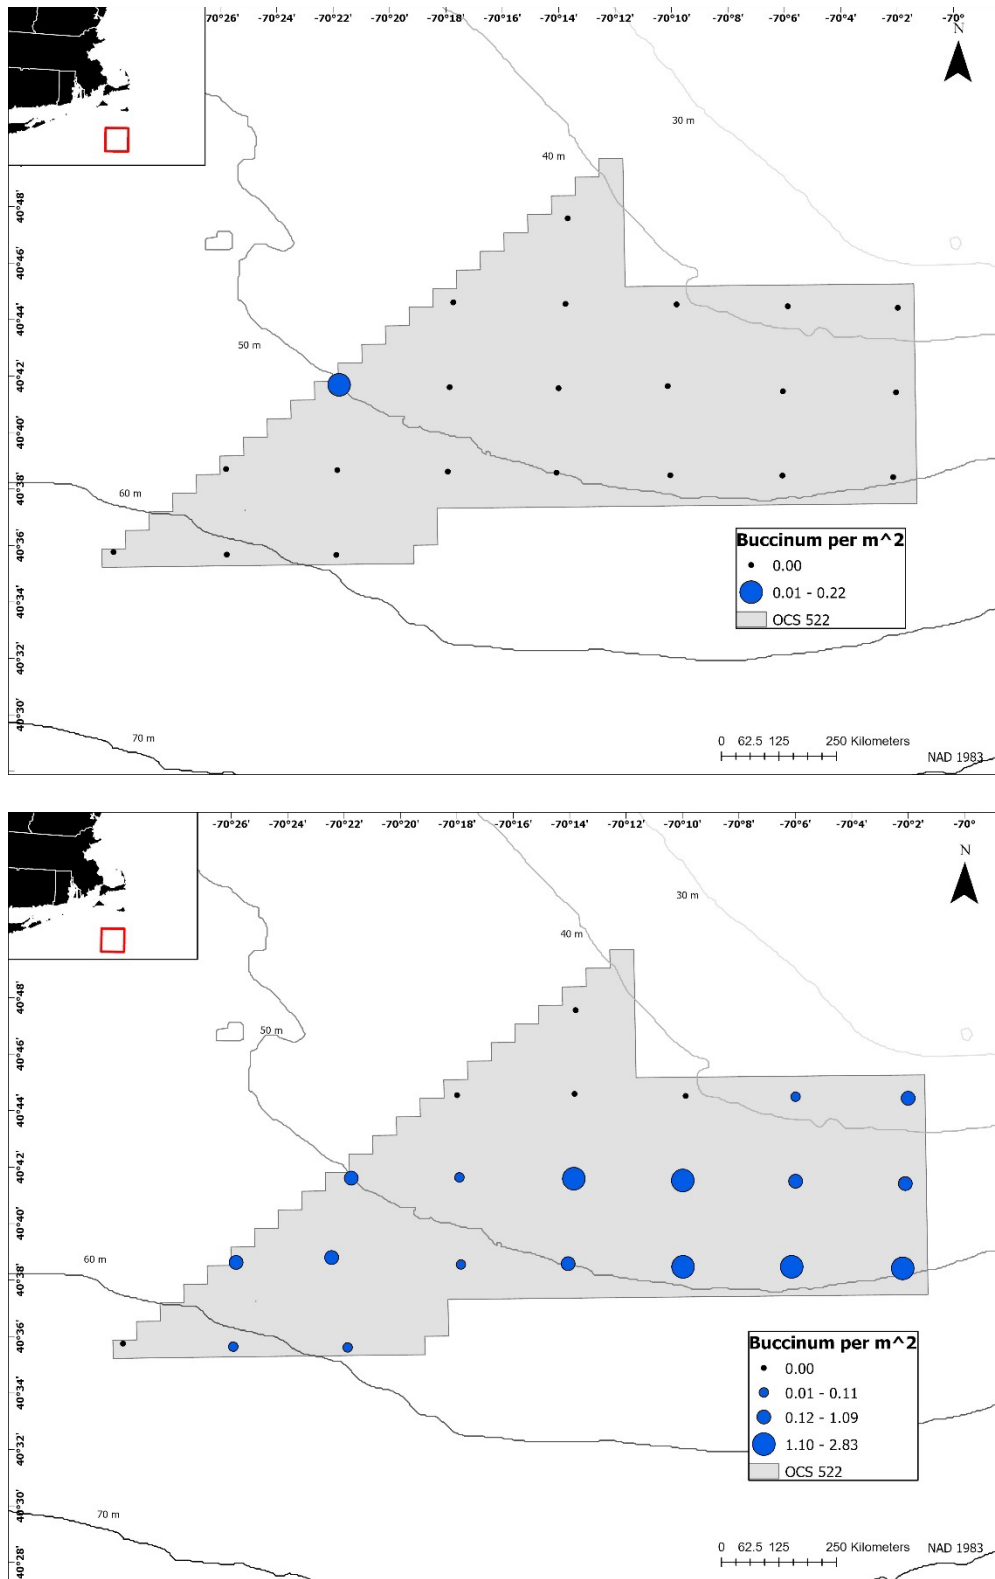 -70°26' -70°24' -70°22' -70°20' -70°18' -70°16' -70°14' -70°12' -70°10' -70°8' -70°6' -70°4' -70°2' -70°
N
30 m
40 m
40°48'
40°46'
40°44'
50 m
40°42'
40°40'
40°38'
60 m
40°36'
Buccinum per m^2
0.00
0.01 - 0.22
OCS 522
40°34'
40°32'
40°30'
70 m
0 62.5 125 250 Kilometers
NAD 1983
-70°26' -70°24' -70°22' -70°20' -70°18' -70°16' -70°14' -70°12' -70°10' -70°8' -70°6' -70°4' -70°2' -70°
N
30 m
40 m
40°48'
50 m
40°46'
40°44'
40°42'
40°40'
60 m
40°38'
40°36'
Buccinum per m^2
0.00
0.01 - 0.11
0.12 - 1.09
1.10 - 2.83
OCS 522
40°34'
40°32'
40°30'
70 m
40°28'
0 62.5 125 250 Kilometers
NAD 1983